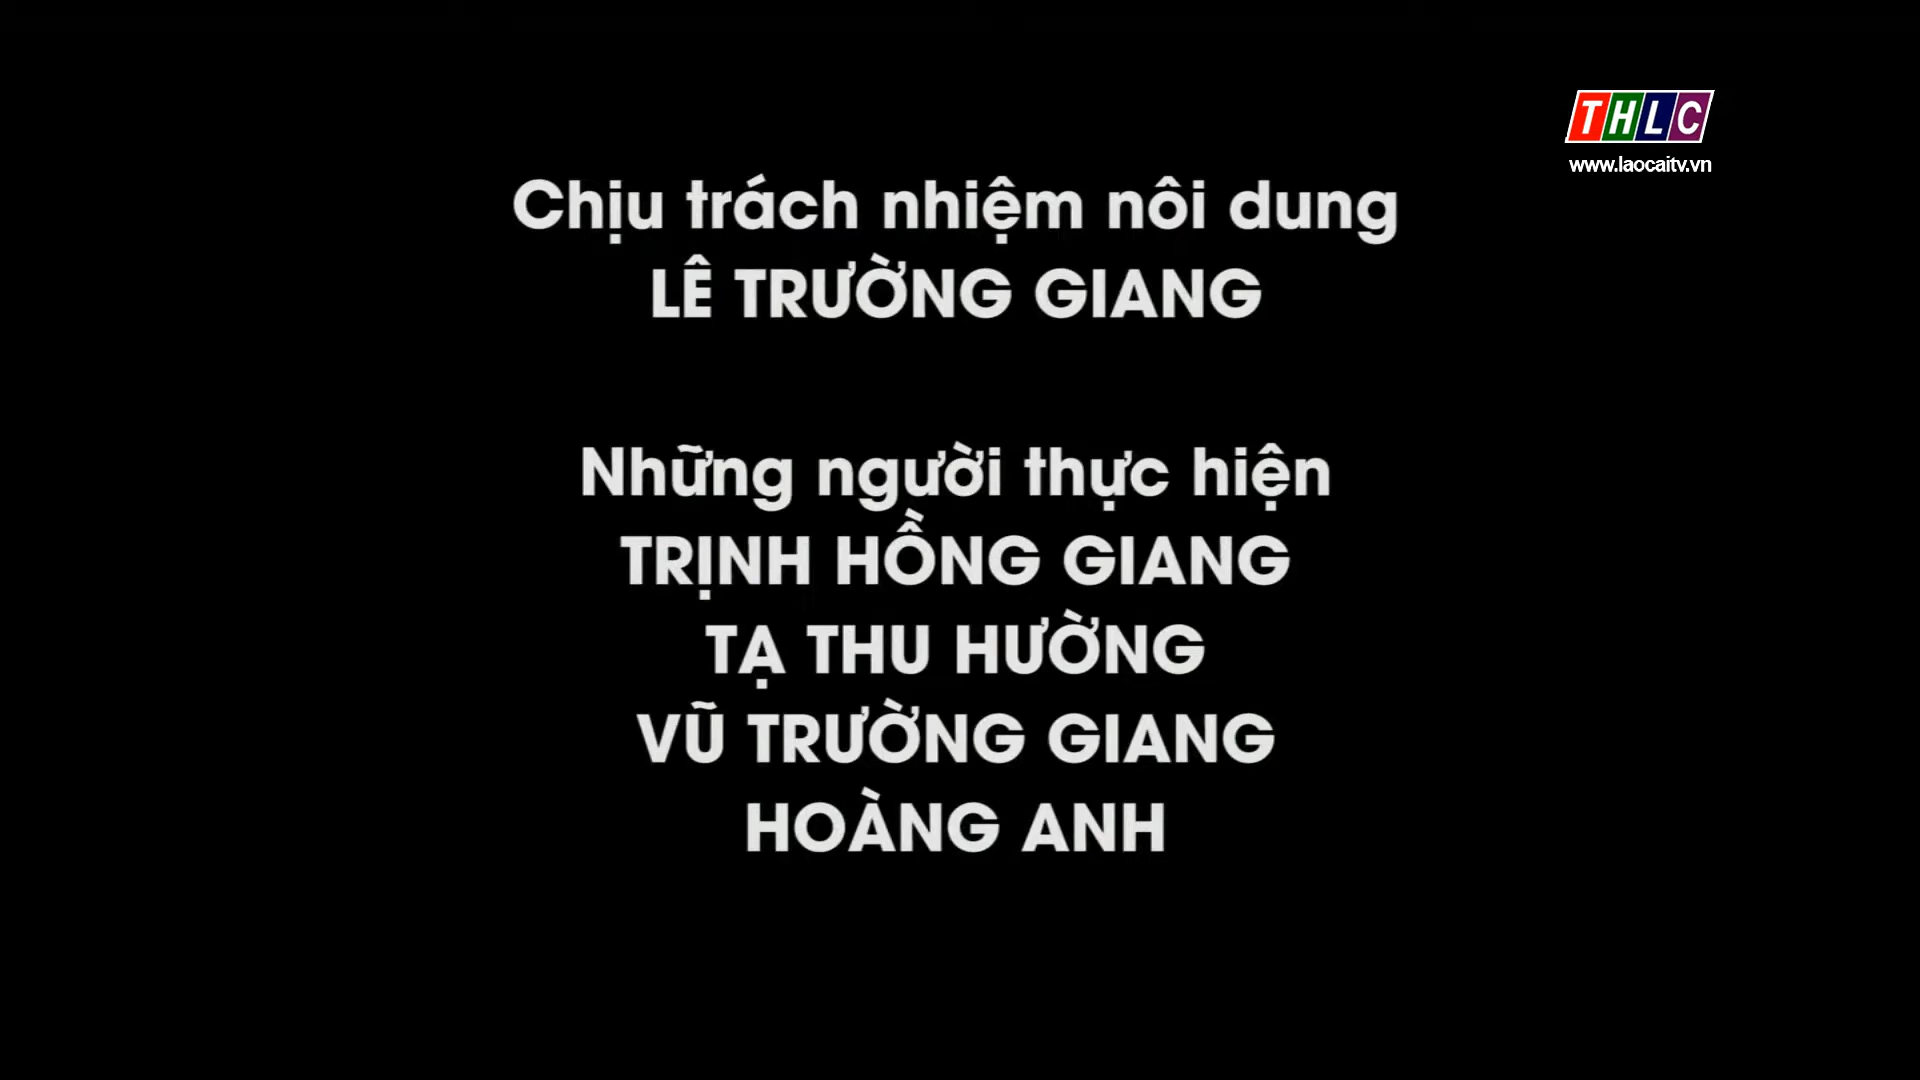 THLC
www.laocaitv.vn
Chịu trách nhiệm nôi dung
LÊ TRƯỜNG GIANG
Những người thực hiện
TRỊNH HỒNG GIANG
TẠ THU HƯỜNG
VŨ TRƯỜNG GIANG
HOÀNG ANH